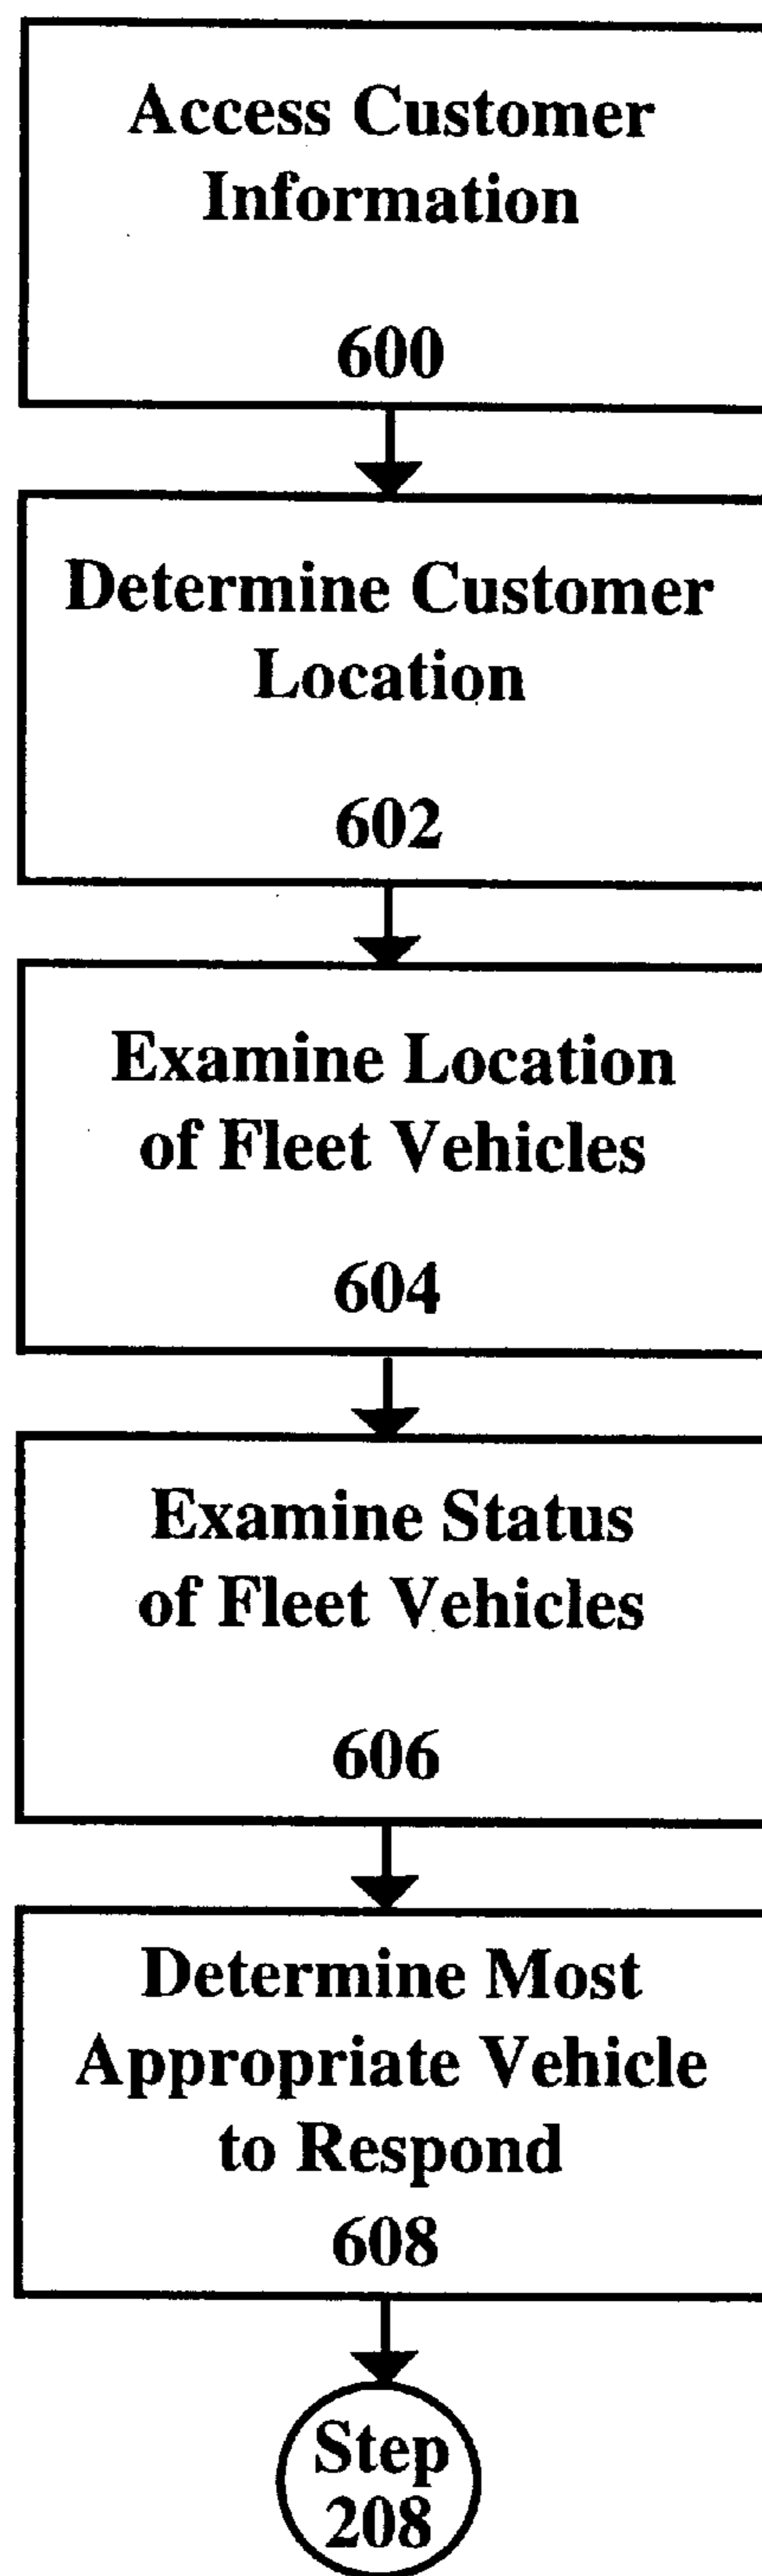 Access Customer
Information
600
Determine Customer
Location
602
Examine Location
of Fleet Vehicles
604
Examine Status
of Fleet Vehicles
606
Determine Most
Appropriate Vehicle
to Respond
608
Step
208